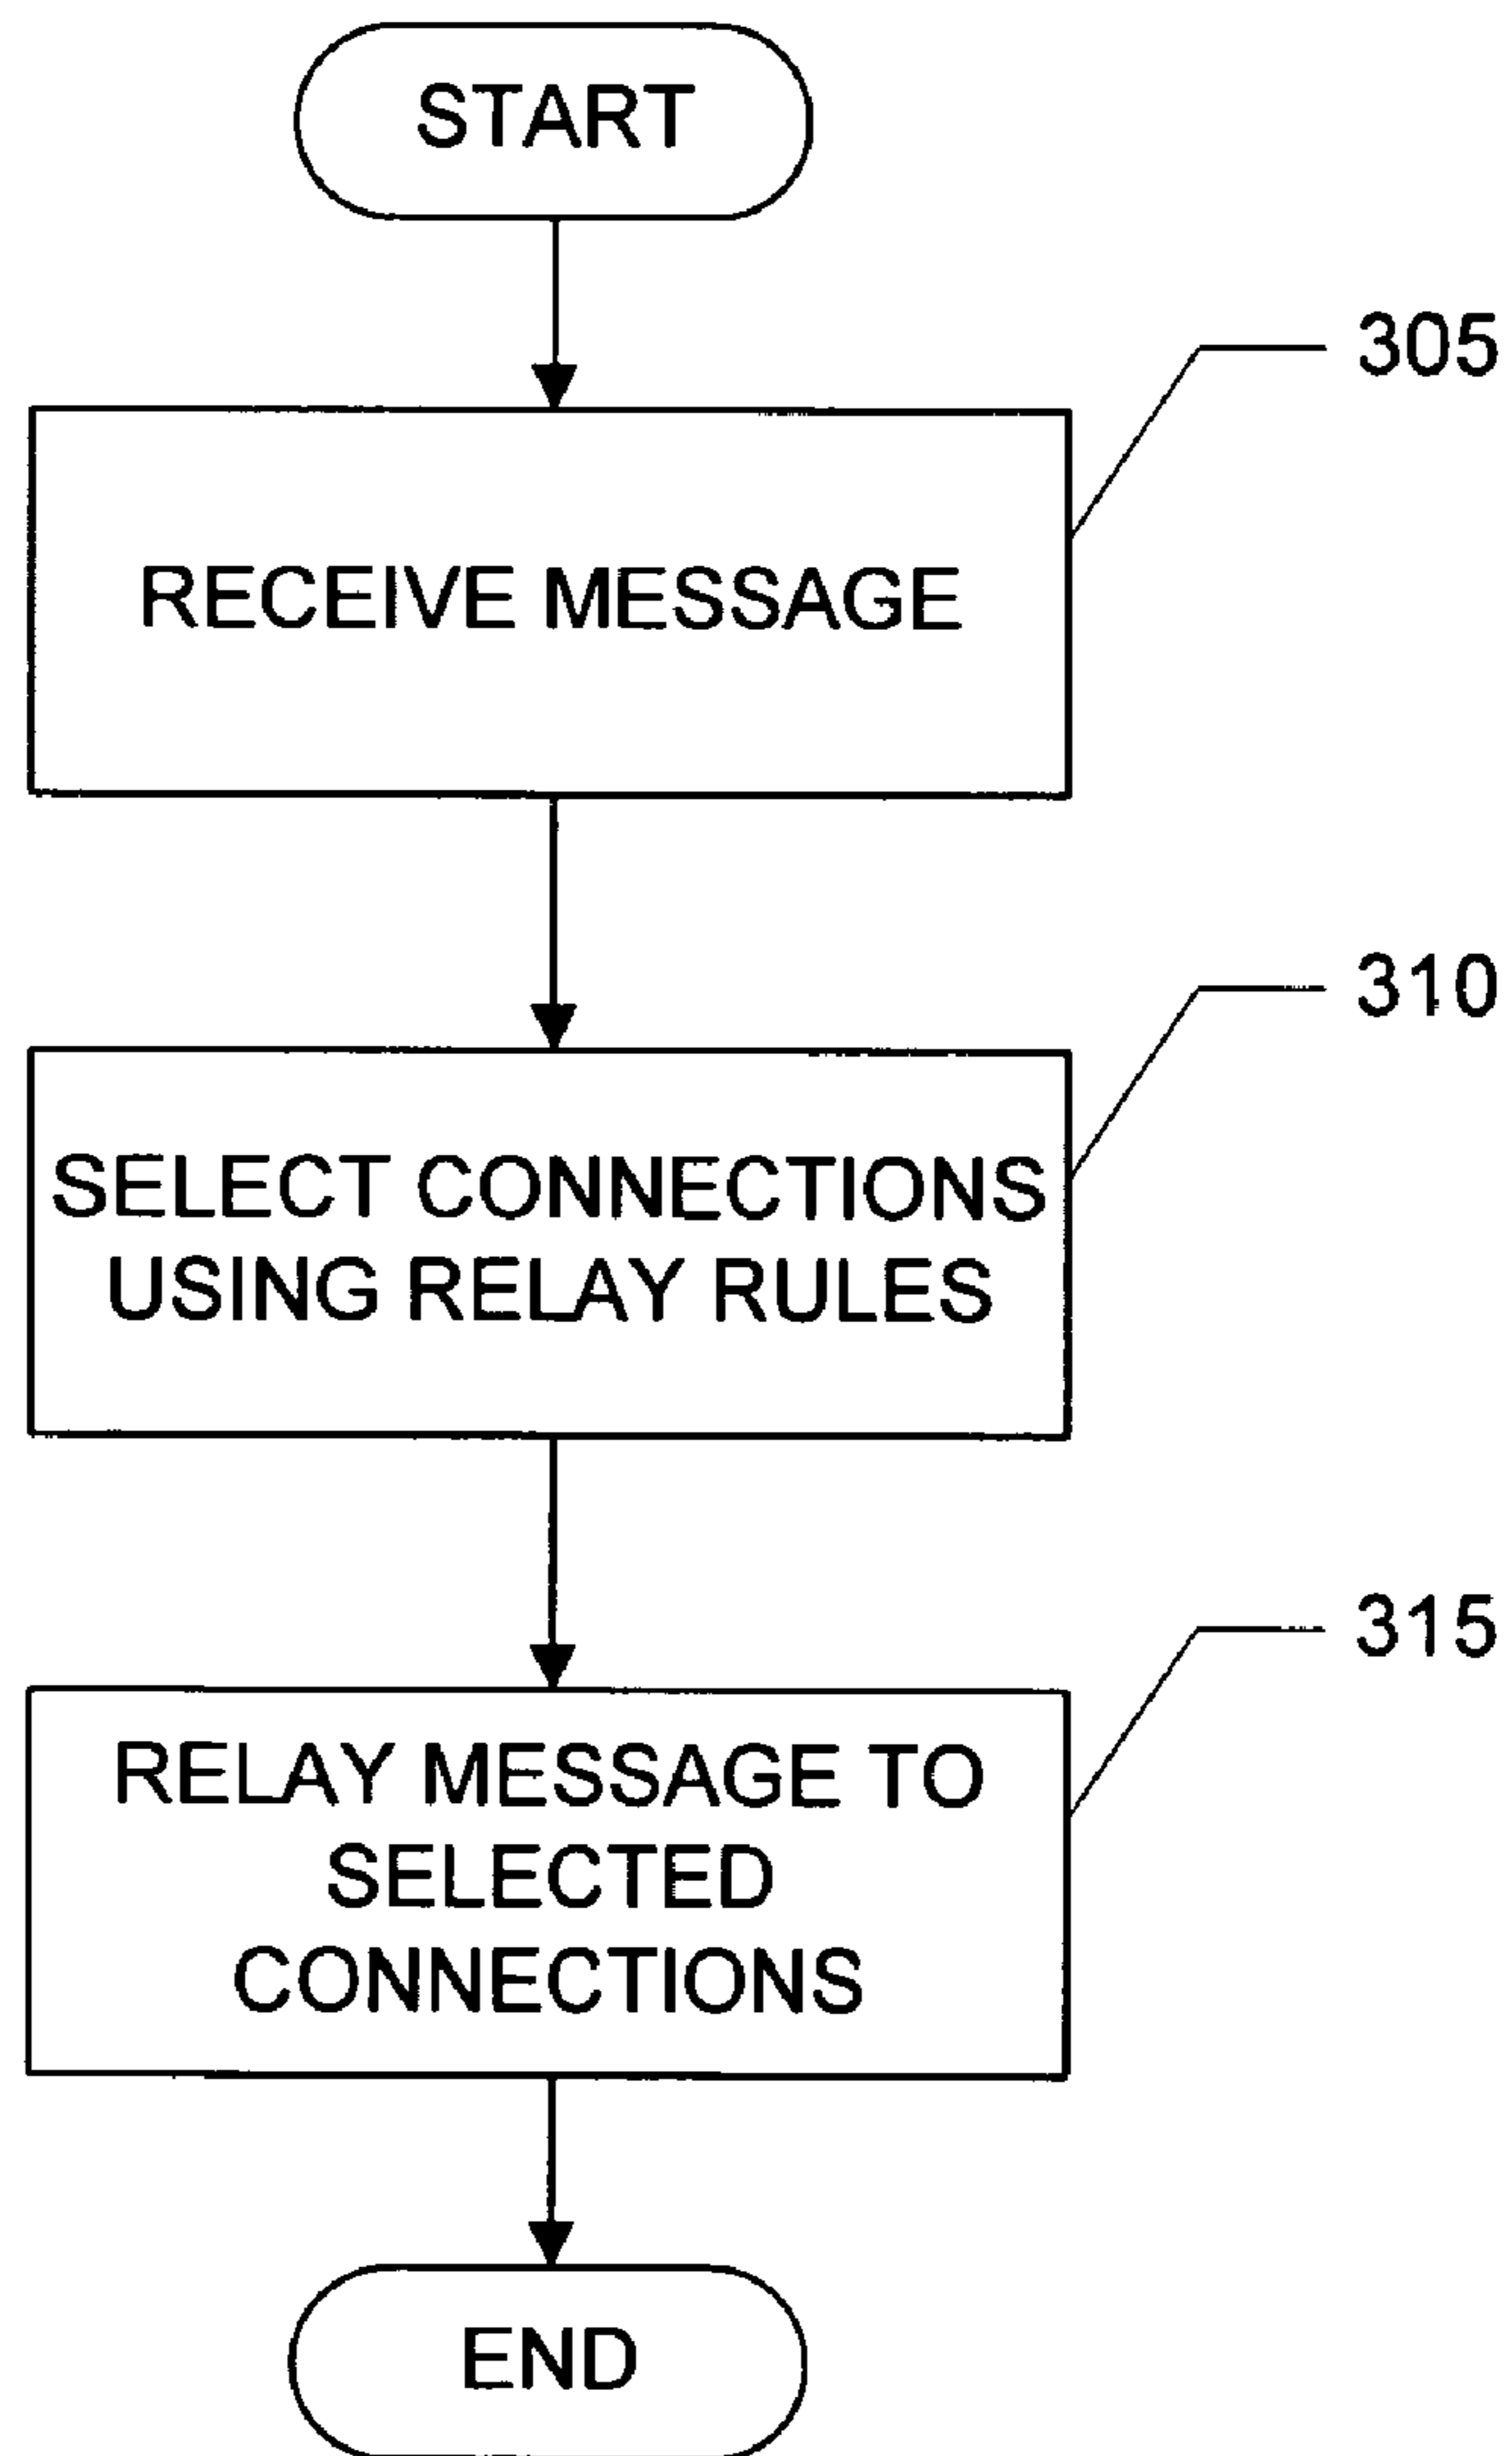 START
305
RECEIVE MESSAGE
310
SELECT CONNECTIONS
USING RELAY RULES
315
RELAY MESSAGE TO
SELECTED
CONNECTIONS
END